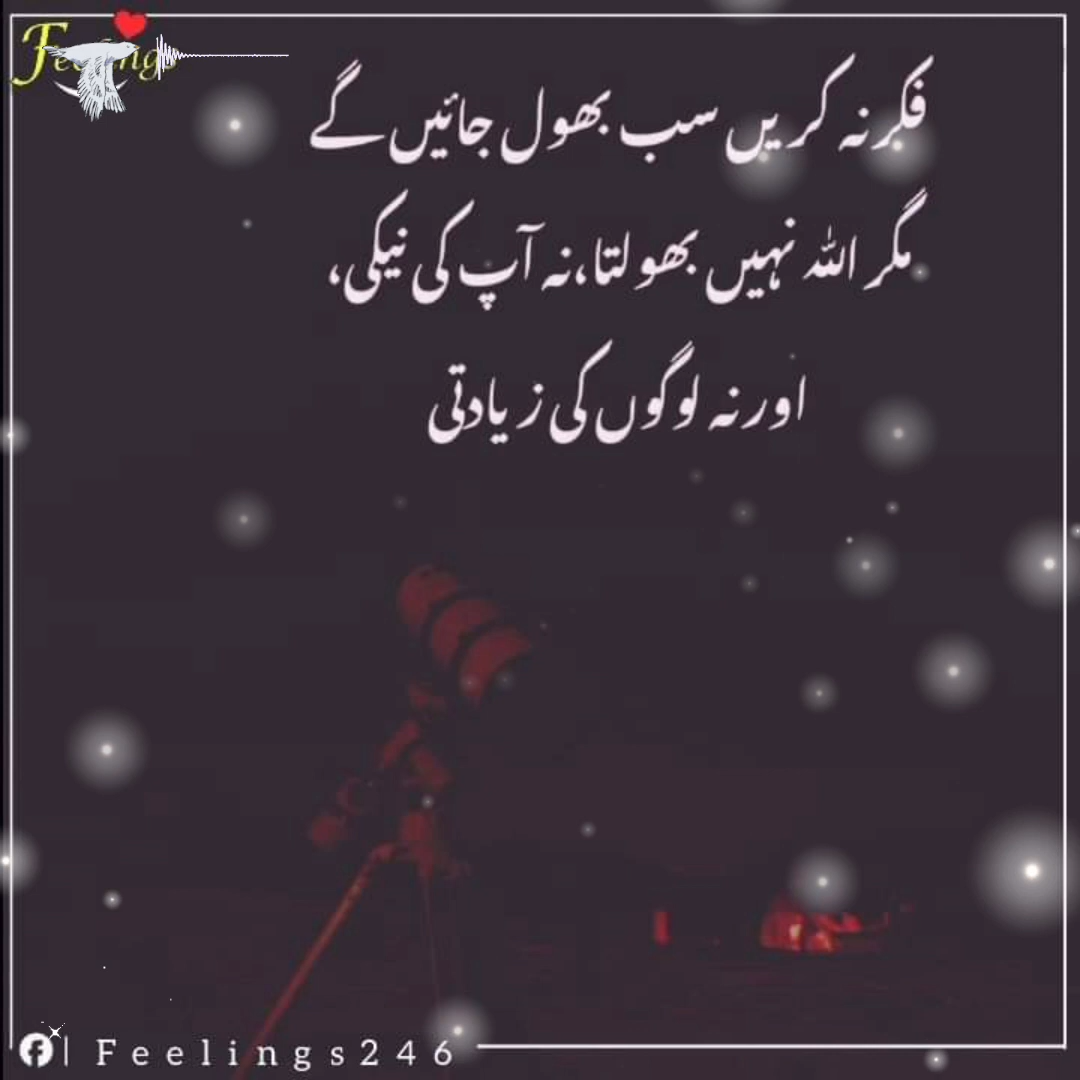 Feelings
فکر نہ کریں سب بھول جائیں گے
مگر اللہ نہیں بھولتا، نہ آپ کی نیکی،
اور نہ لوگوں کی زیادتی
| Feelings246